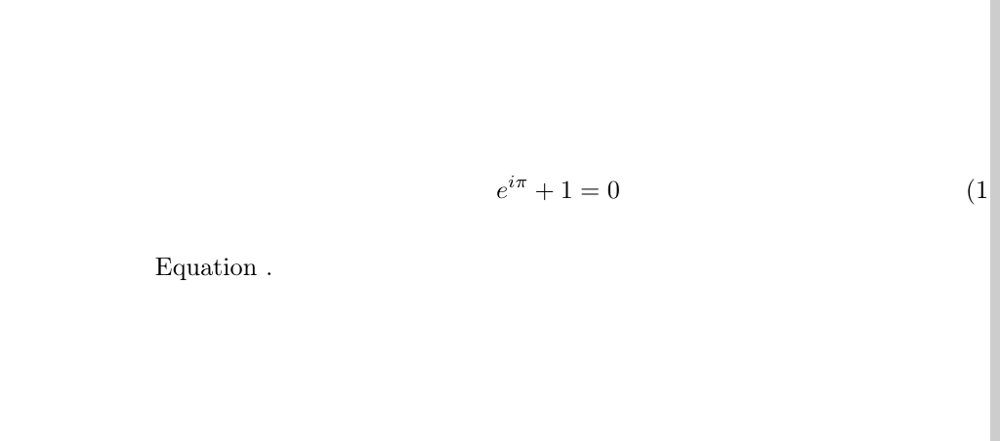 e^{iπ} + 1 = 0 (1
Equation .